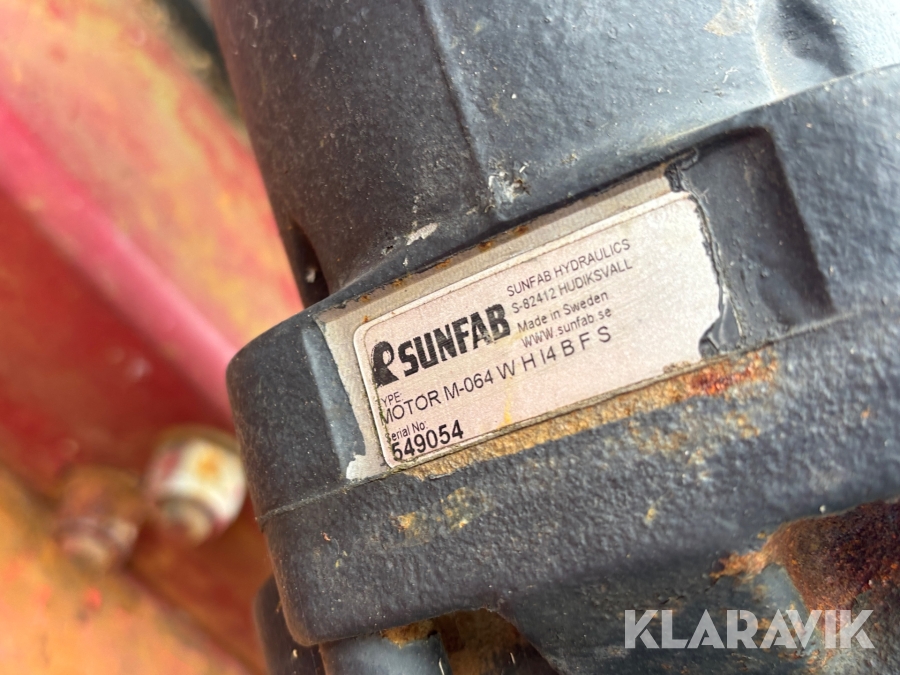 SUNFAB
SUNFAB HYDRAULICS
S-82412 HUDIKSVALL
Made in Sweden
www.sunfab.se
TYPE:
MOTOR M-064 W H I4 B F S
Serial No:
549054
KLARAVIK